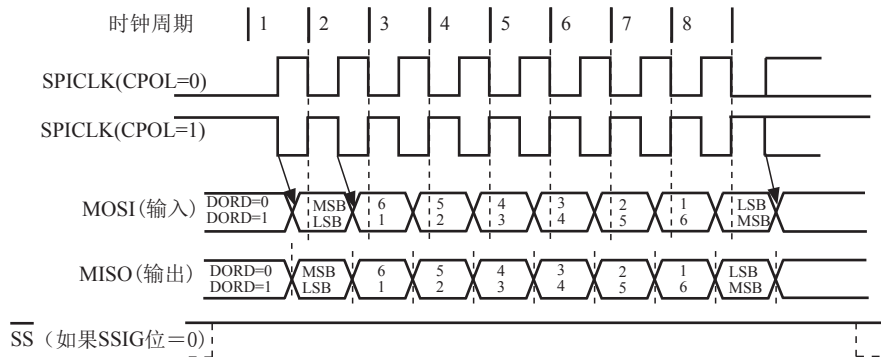 时钟周期 1 2 3 4 5 6 7 8
SPICLK(CPOL=0)
SPICLK(CPOL=1)
MOSI(输入) DORD=0 MSB 6 5 4 3 2 1 LSB
DORD=1 LSB 1 2 3 4 5 6 MSB
MISO(输出) DORD=0 MSB 6 5 4 3 2 1 LSB
DORD=1 LSB 1 2 3 4 5 6 MSB
SS（如果SSIG位＝0)